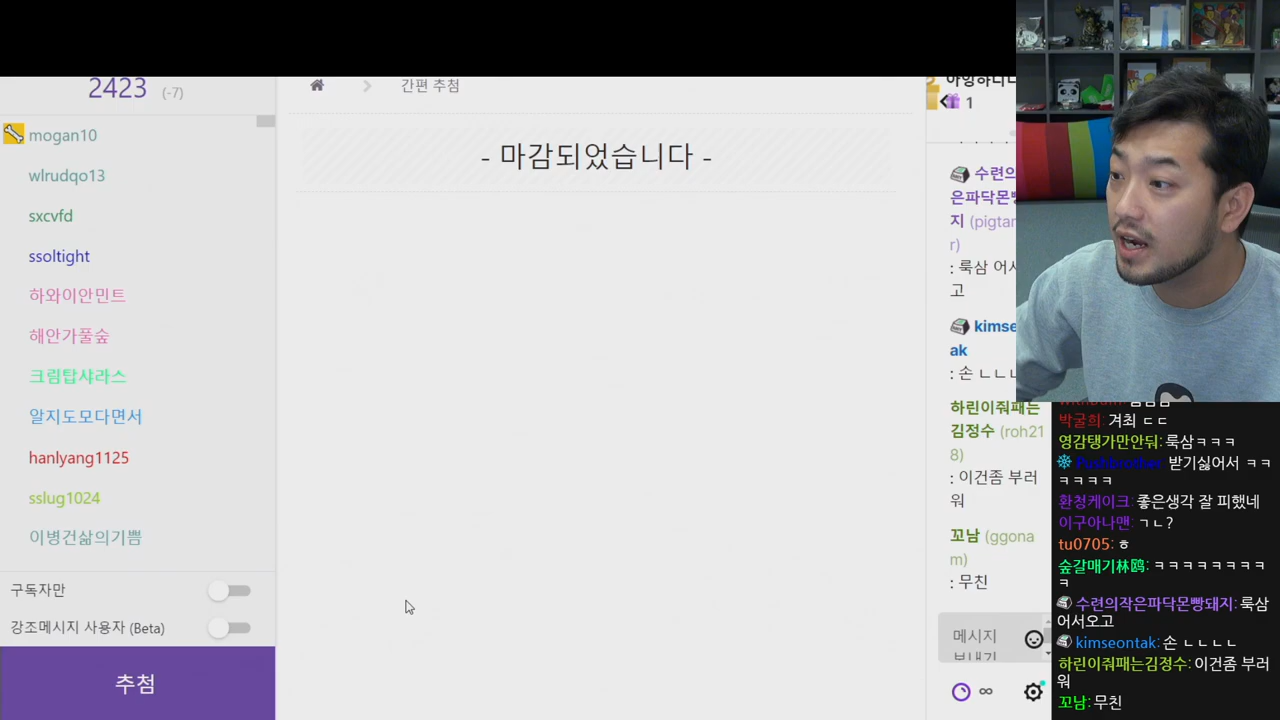 2423 (-7)
mogan10
wlrudqo13
sxcvfd
ssoltight
하와이안민트
해안가풀숲
크림탑샤라스
알지도모다면서
hanlyang1125
sslug1024
이병건삶의기쁨
구독자만
강조메시지 사용자 (Beta)
추첨
간편 추첨
- 마감되었습니다 -
1
수련의
은파닥몬빵
지 (pigtar
r)
: 룩삼 어서
고
kimse
ak
: 손 ㄴㄴㄴ
하린이줘패는
김정수 (roh21
8)
: 이건좀 부러
워
꼬남 (ggona
m)
: 무친
메시지
∞
박굴희: 겨최 ㄷㄷ
영감탱가만안둬: 룩삼ㅋㅋㅋ
받기싫어서 ㅋㅋ
ㅋㅋㅋㅋ
환청케이크: 좋은생각 잘 피했네
이구아나맨: ㄱㄴ?
tu0705: ㅎ
숲갈매기林鸥: ㅋㅋㅋㅋㅋㅋㅋㅋ
ㅋ
수련의작은파닥몬빵돼지: 룩삼
어서오고
kimseontak: 손 ㄴㄴㄴㄴ
하린이줘패는김정수: 이건좀 부러
워
꼬남: 무친